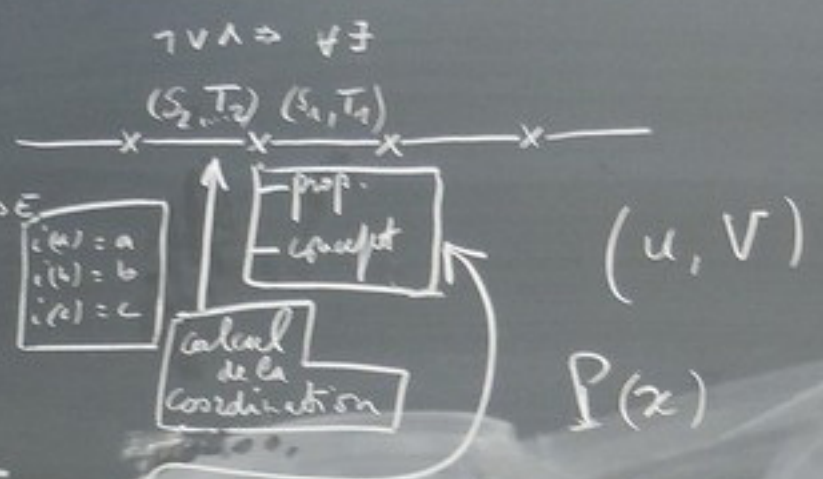 ¬ ∨ ∧ ⇒ ∀ ∃
(S₂, T₂) (S₁, T₁)
prop.
concept
E
i(a) = a
i(b) = b
i(c) = c
calcul
de la
coordination
(u, V)
P(x)